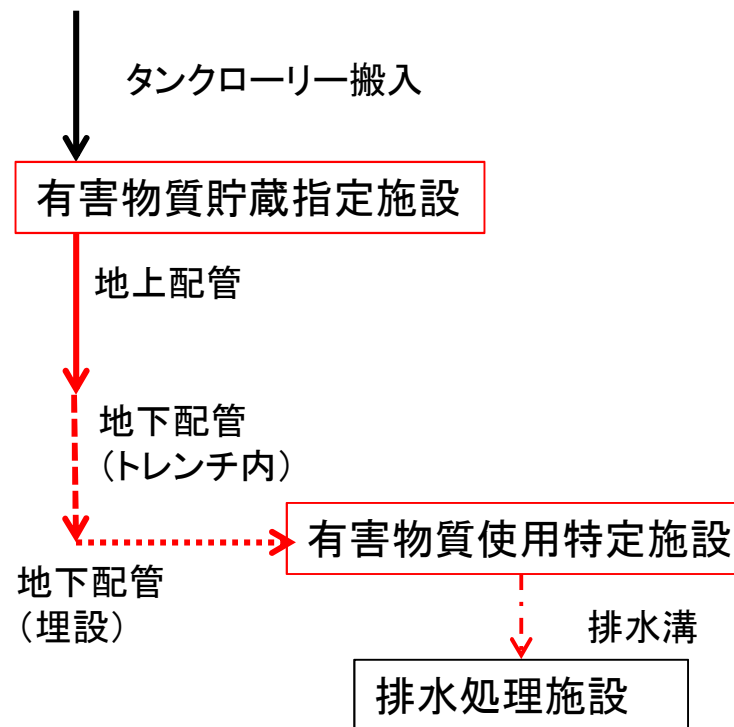 タンクローリー搬入
有害物質貯蔵指定施設
地上配管
地下配管
（トレンチ内）
有害物質使用特定施設
地下配管
（埋設）
排水溝
排水処理施設